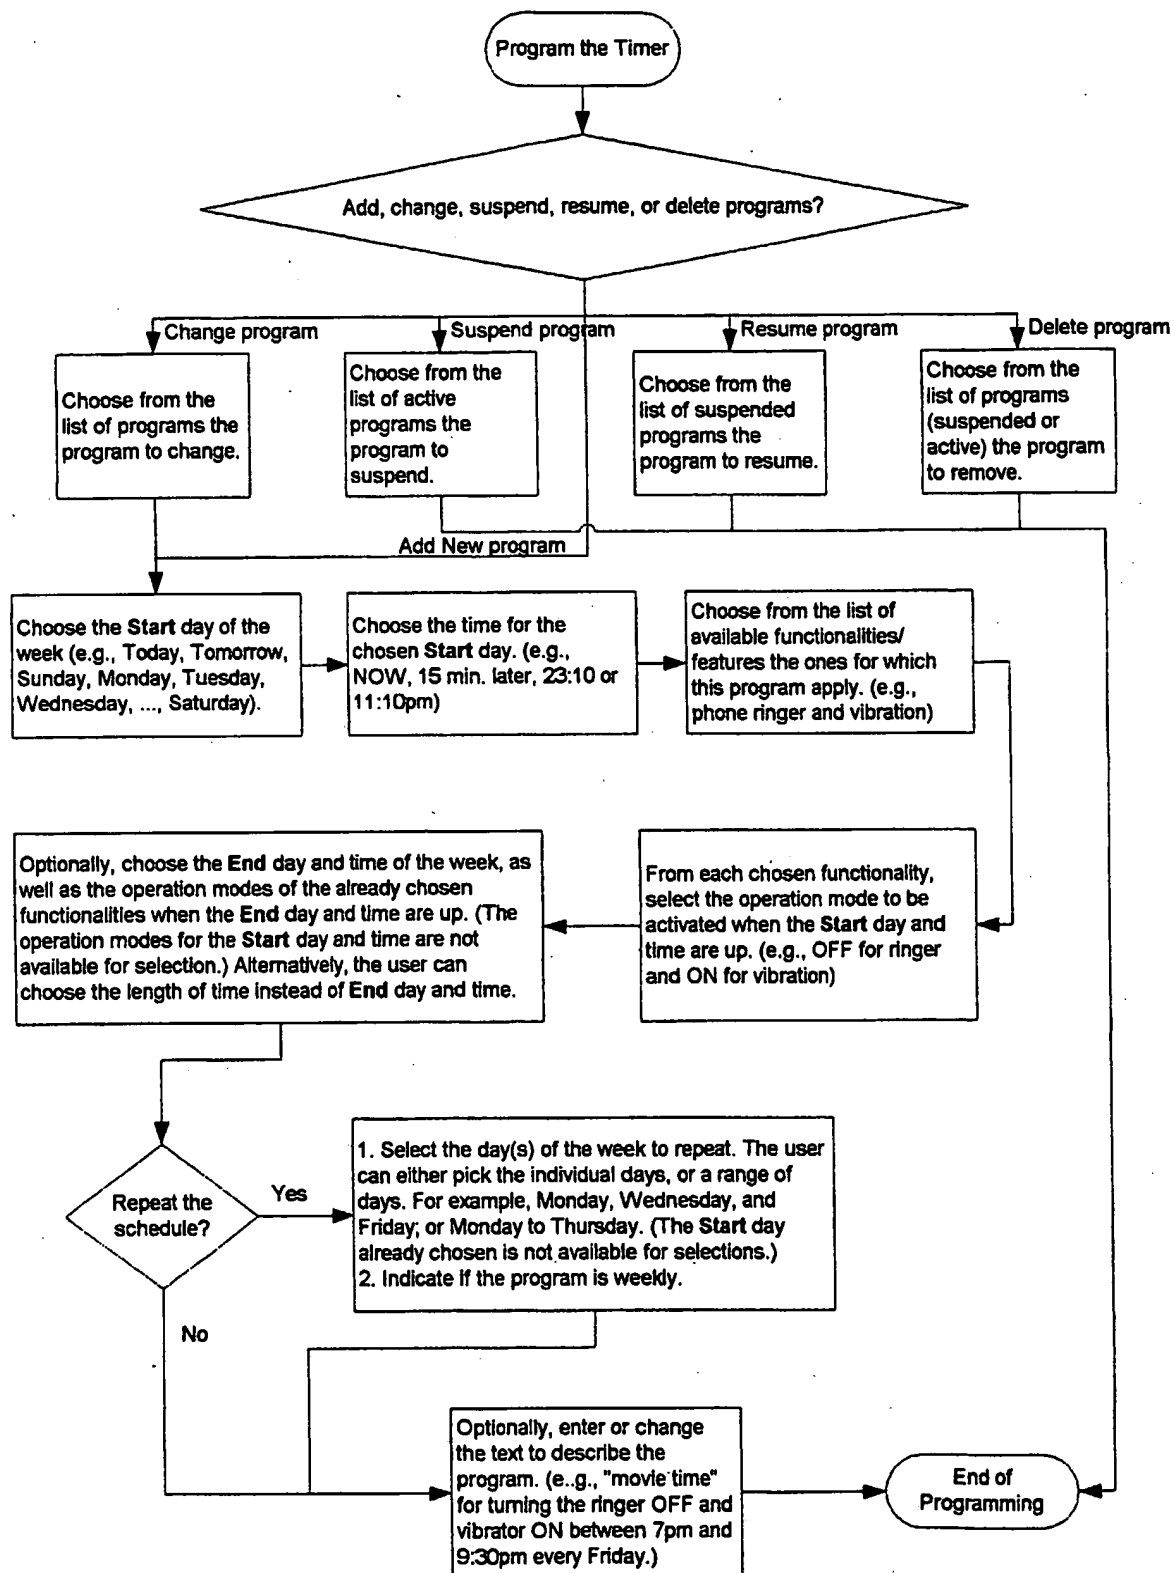 Program the Timer
Add, change, suspend, resume, or delete programs?
Change program
Suspend program
Resume program
Delete program
Choose from the
list of programs the
program to change.
Choose from the
list of active
programs the
program to
suspend.
Choose from the
list of suspended
programs the
program to resume.
Choose from the
list of programs
(suspended or
active) the program
to remove.
Add New program
Choose the Start day of the
week (e.g., Today, Tomorrow,
Sunday, Monday, Tuesday,
Wednesday, ..., Saturday).
Choose the time for the
chosen Start day. (e.g.,
NOW, 15 min. later, 23:10 or
11:10pm)
Choose from the list of
available functionalities/
features the ones for which
this program apply. (e.g.,
phone ringer and vibration)
Optionally, choose the End day and time of the week, as
well as the operation modes of the already chosen
functionalities when the End day and time are up. (The
operation modes for the Start day and time are not
available for selection.) Alternatively, the user can
choose the length of time instead of End day and time.
From each chosen functionality,
select the operation mode to be
activated when the Start day and
time are up. (e.g., OFF for ringer
and ON for vibration)
Repeat the
schedule?
Yes
No
1. Select the day(s) of the week to repeat. The user
can either pick the individual days, or a range of
days. For example, Monday, Wednesday, and
Friday; or Monday to Thursday. (The Start day
already chosen is not available for selections.)
2. Indicate if the program is weekly.
Optionally, enter or change
the text to describe the
program. (e..g., "movie time"
for turning the ringer OFF and
vibrator ON between 7pm and
9:30pm every Friday.)
End of
Programming